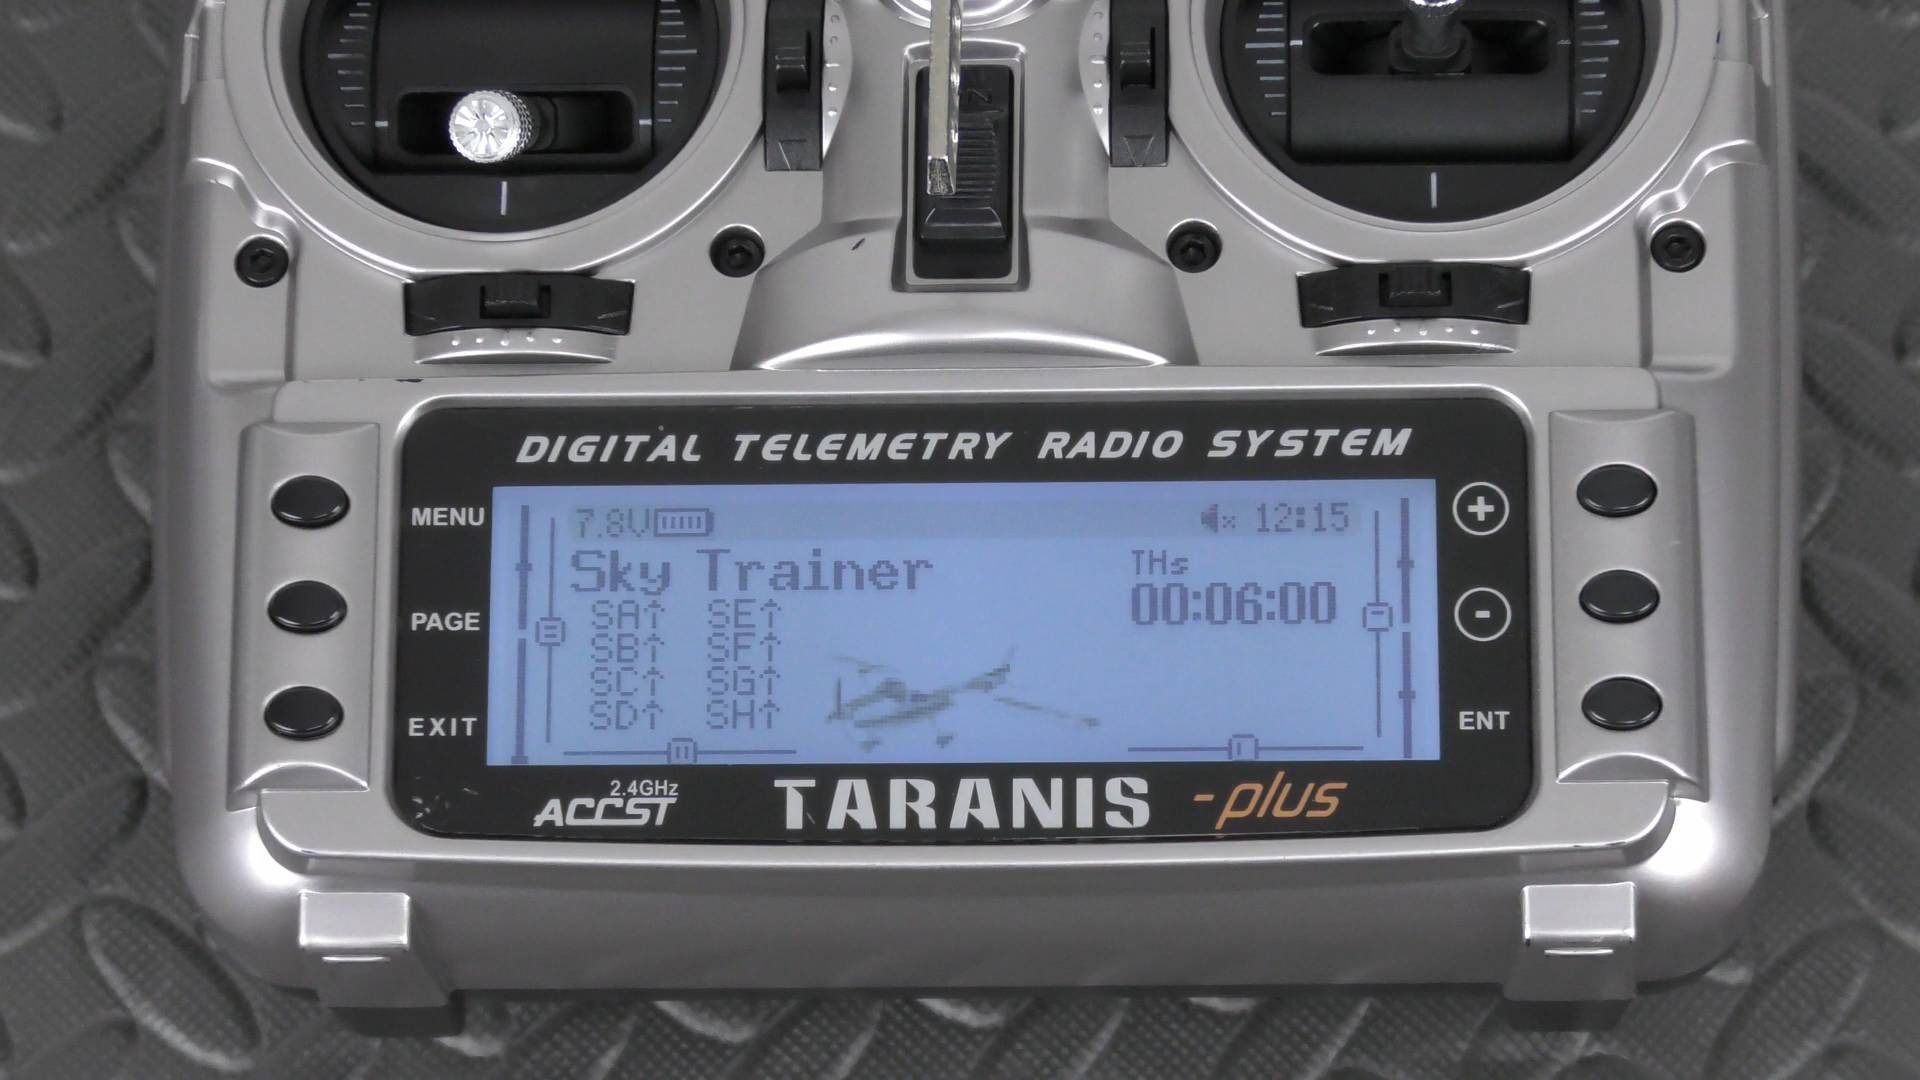 DIGITAL TELEMETRY RADIO SYSTEM
MENU
PAGE
EXIT
7.8V
12:15
Sky Trainer
THs
00:06:00
SA↑ SE↑
SB↑ SF↑
SC↑ SG↑
SD↑ SH↑
+
-
ENT
2.4GHz
ACCST
TARANIS -plus